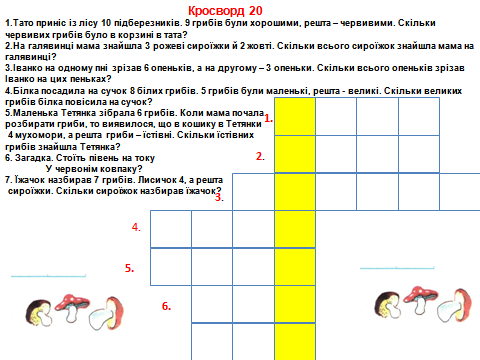 Кросворд 20
1.Тато приніс із лісу 10 підберезників. 9 грибів були хорошими, решта – червивими. Скільки
червивих грибів було в корзині в тата?
2.На галявинці мама знайшла 3 рожеві сироїжки й 2 жовті. Скільки всього сироїжок знайшла мама на
галявинці?
3.Іванко на одному пні зрізав 6 опеньків, а на другому – 3 опеньки. Скільки всього опеньків зрізав
Іванко на цих пеньках?
4.Білка посадила на сучок 8 білих грибів. 5 грибів були маленькі, решта - великі. Скільки великих
грибів білка повісила на сучок?
5.Маленька Тетянка зібрала 6 грибів. Коли мама почала
розбирати гриби, то виявилося, що в кошику в Тетянки
4 мухомори, а решта гриби – їстівні. Скільки їстівних
грибів знайшла Тетянка?
6. Загадка. Стоїть півень на току
У червонім ковпаку?
7. Їжачок назбирав 7 грибів. Лисичок 4, а решта
сироїжки. Скільки сироїжок назбирав їжачок?
1.
2.
3.
4.
5.
6.